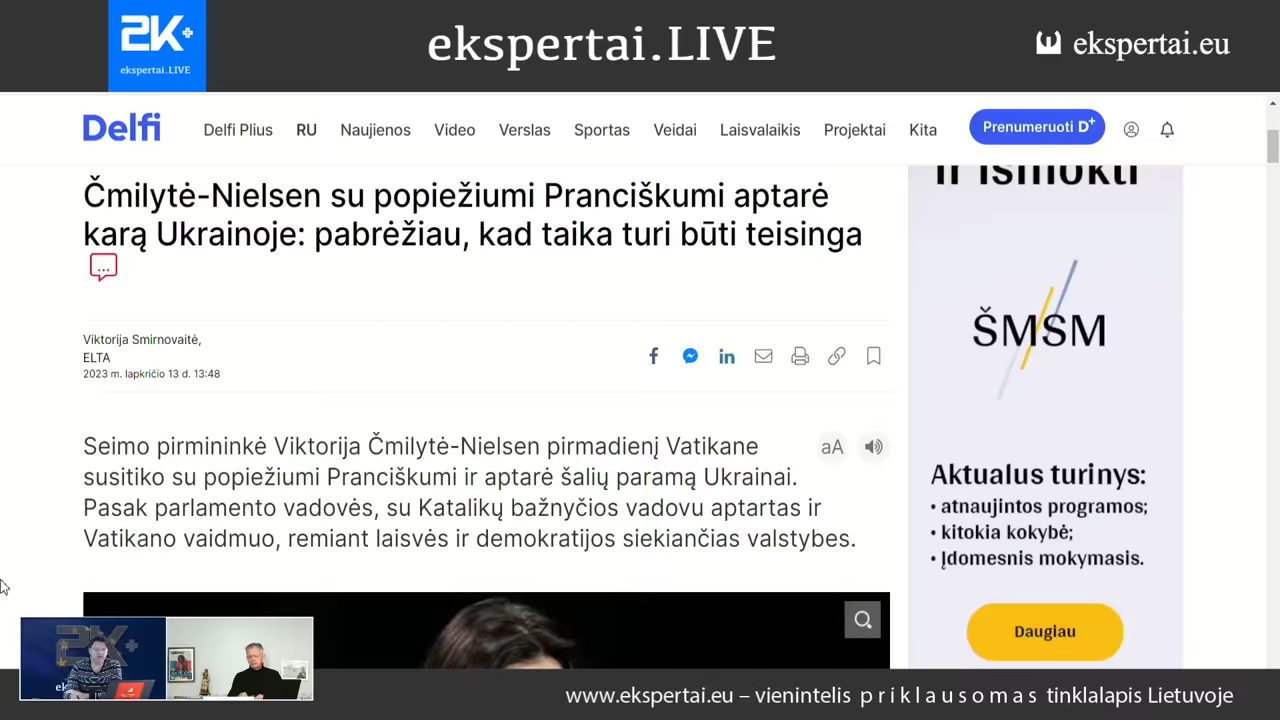 2K+
ekspertai.LIVE
ekspertai.LIVE
ekspertai.eu
Delfi
Delfi Plius RU Naujienos Video Verslas Sportas Veidai Laisvalaikis Projektai Kita Prenumeruoti D+
Čmilytė-Nielsen su popiežiumi Pranciškumi aptarė
karą Ukrainoje: pabrėžiau, kad taika turi būti teisinga
Viktorija Smirnovaitė,
ELTA
2023 m. lapkričio 13 d. 13:48
Seimo pirmininkė Viktorija Čmilytė-Nielsen pirmadienį Vatikane
susitiko su popiežiumi Pranciškumi ir aptarė šalių paramą Ukrainai.
Pasak parlamento vadovės, su Katalikų bažnyčios vadovu aptartas ir
Vatikano vaidmuo, remiant laisvės ir demokratijos siekiančias valstybes.
aA
ir išmokti
ŠMSM
Aktualus turinys:
• atnaujintos programos;
• kitokia kokybė;
• Įdomesnis mokymasis.
Daugiau
2K+
www.ekspertai.eu – vienintelis p r i k l a u s o m a s tinklalapis Lietuvoje